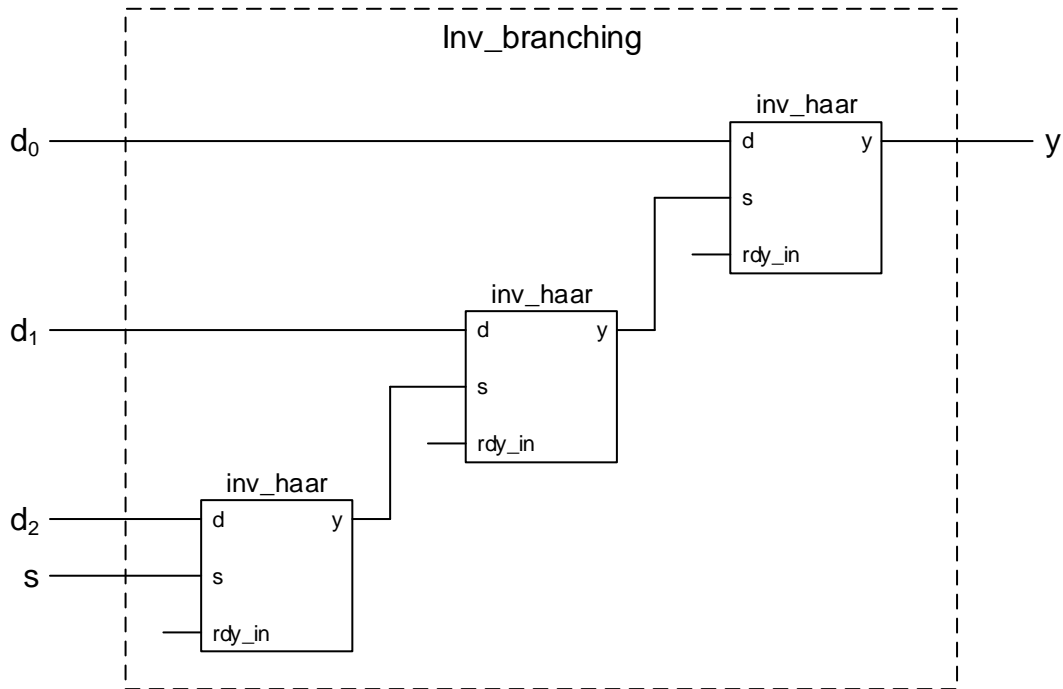 Inv_branching
inv_haar
d₀ d y y
s
rdy_in
inv_haar
d₁ d y
s
rdy_in
inv_haar
d₂ d y
s s
rdy_in